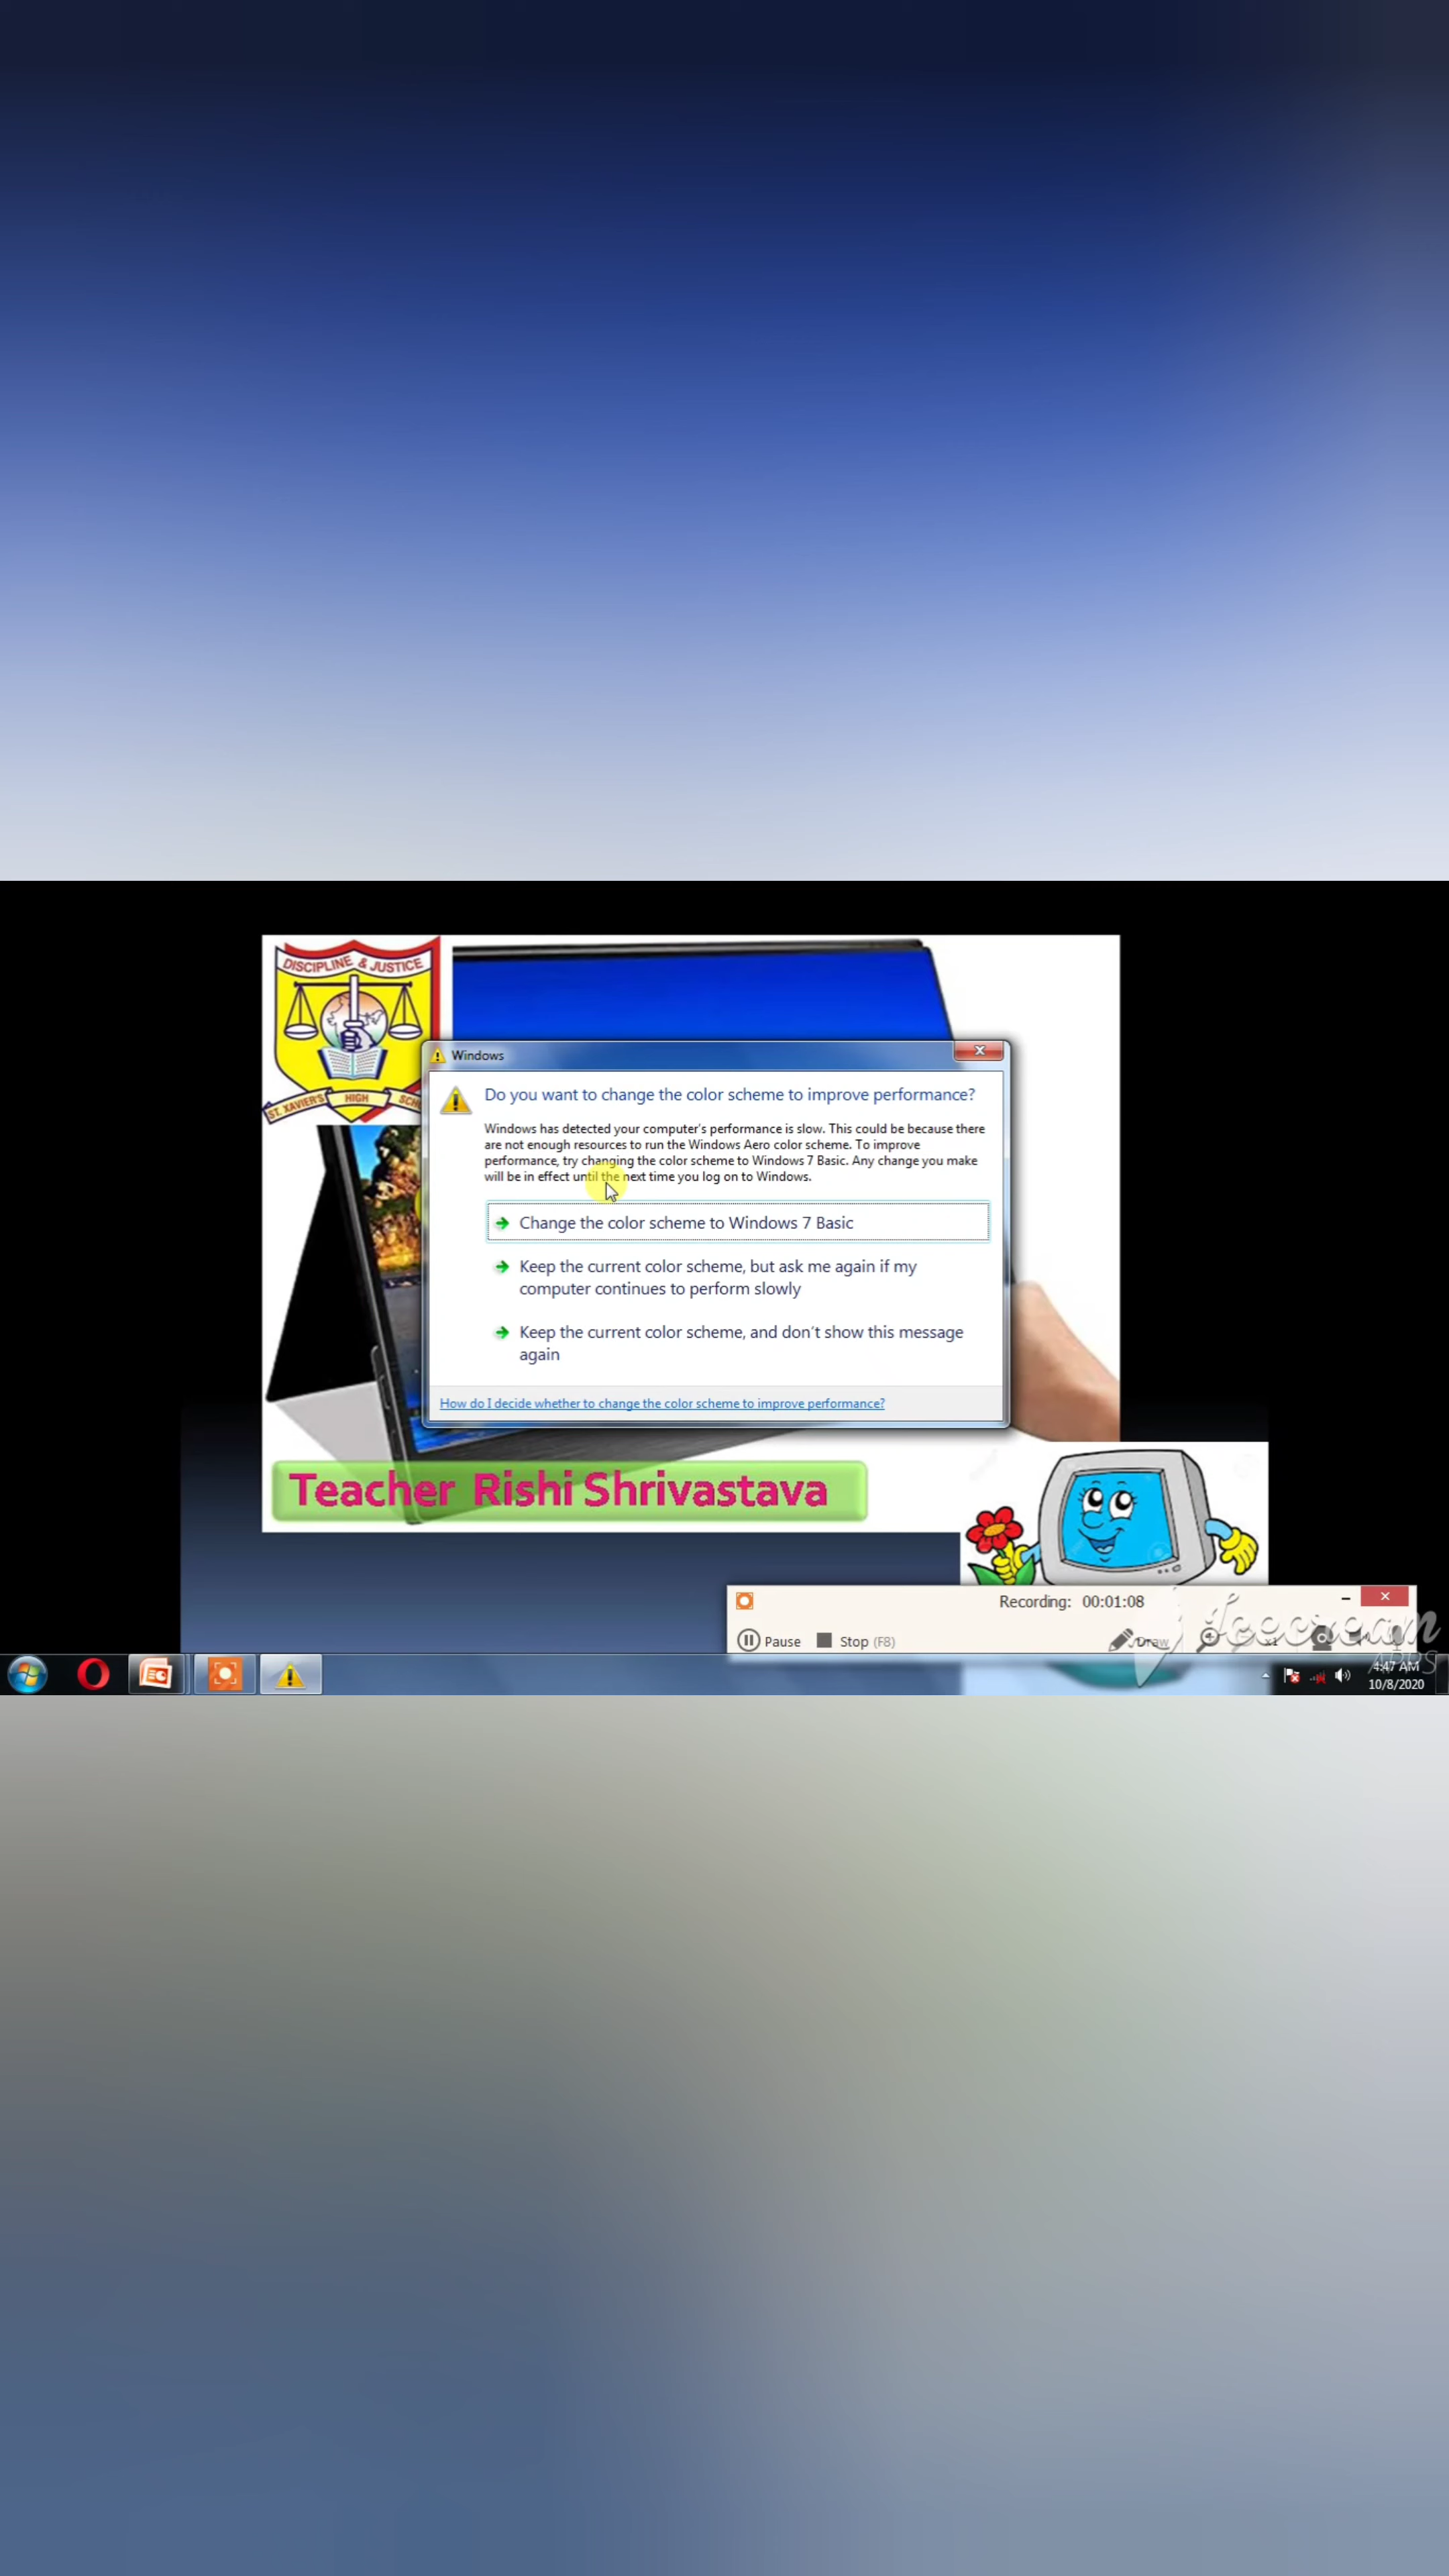 DISCIPLINE & JUSTICE
ST. XAVIER'S HIGH
Windows
Do you want to change the color scheme to improve performance?
Windows has detected your computer's performance is slow. This could be because there
are not enough resources to run the Windows Aero color scheme. To improve
performance, try changing the color scheme to Windows 7 Basic. Any change you make
will be in effect until the next time you log on to Windows.
Change the color scheme to Windows 7 Basic
Keep the current color scheme, but ask me again if my
computer continues to perform slowly
Keep the current color scheme, and don't show this message
again
How do I decide whether to change the color scheme to improve performance?
Teacher Rishi Shrivastava
Recording: 00:01:08
Pause Stop (F8) Draw x1
Icecream
APPS
4:47 AM
10/8/2020